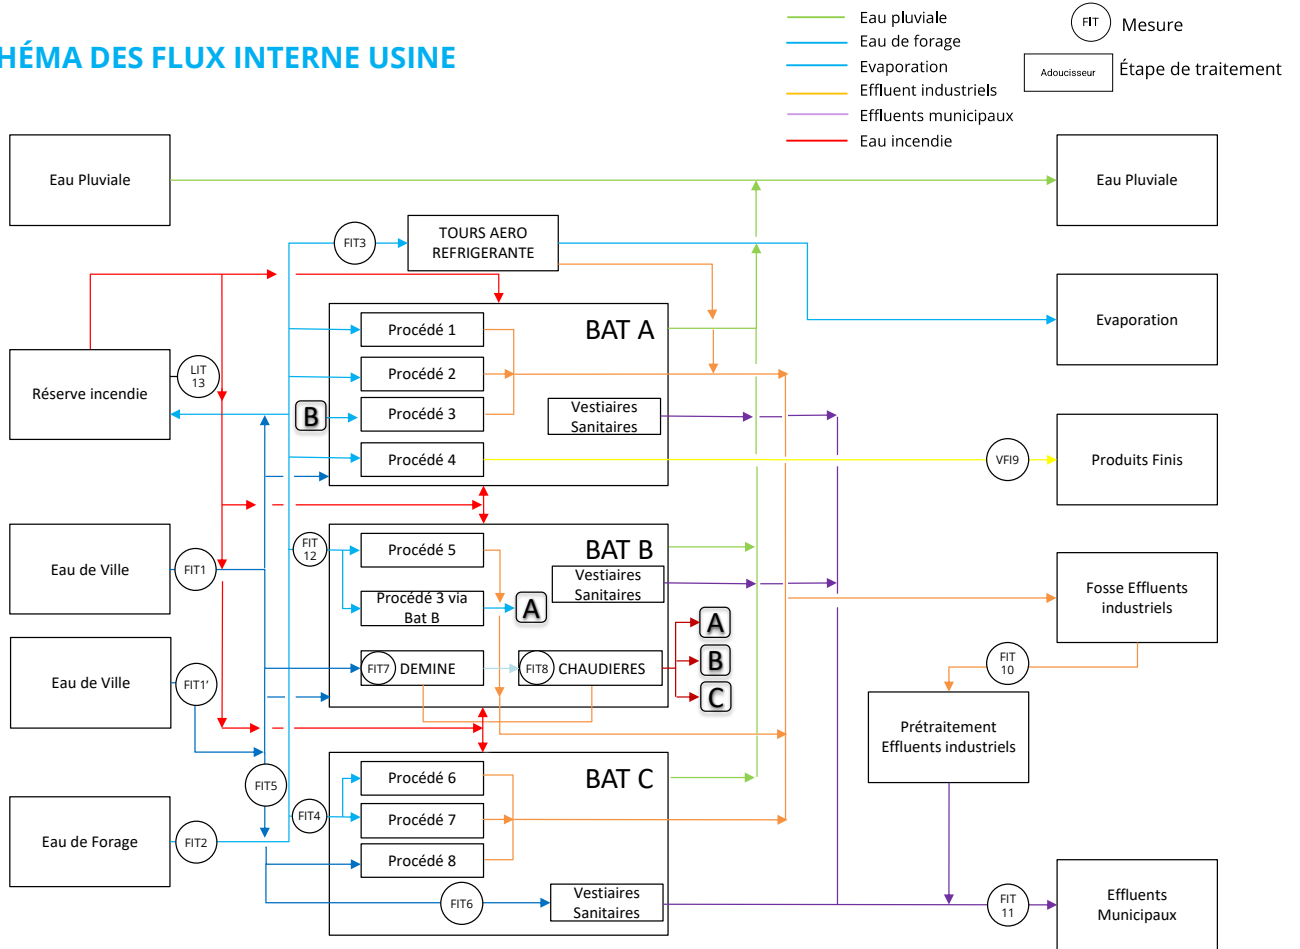 HÉMA DES FLUX INTERNE USINE
Eau pluviale
Eau de forage
Evaporation
Effluent industriels
Effluents municipaux
Eau incendie
FIT
Mesure
Adoucisseur
Étape de traitement
Eau Pluviale
Eau Pluviale
FIT3
TOURS AERO
REFRIGERANTE
Evaporation
BAT A
Procédé 1
Procédé 2
Procédé 3
Procédé 4
B
Vestiaires
Sanitaires
Réserve incendie
LIT
13
VFI9
Produits Finis
Eau de Ville
FIT1
FIT
12
BAT B
Procédé 5
Procédé 3 via
Bat B
A
Vestiaires
Sanitaires
FIT7
DEMINE
FIT8
CHAUDIERES
A
B
C
Fosse Effluents
industriels
FIT
10
Prétraitement
Effluents industriels
Eau de Ville
FIT1'
FIT5
BAT C
FIT4
Procédé 6
Procédé 7
Procédé 8
Eau de Forage
FIT2
FIT6
Vestiaires
Sanitaires
FIT
11
Effluents
Municipaux